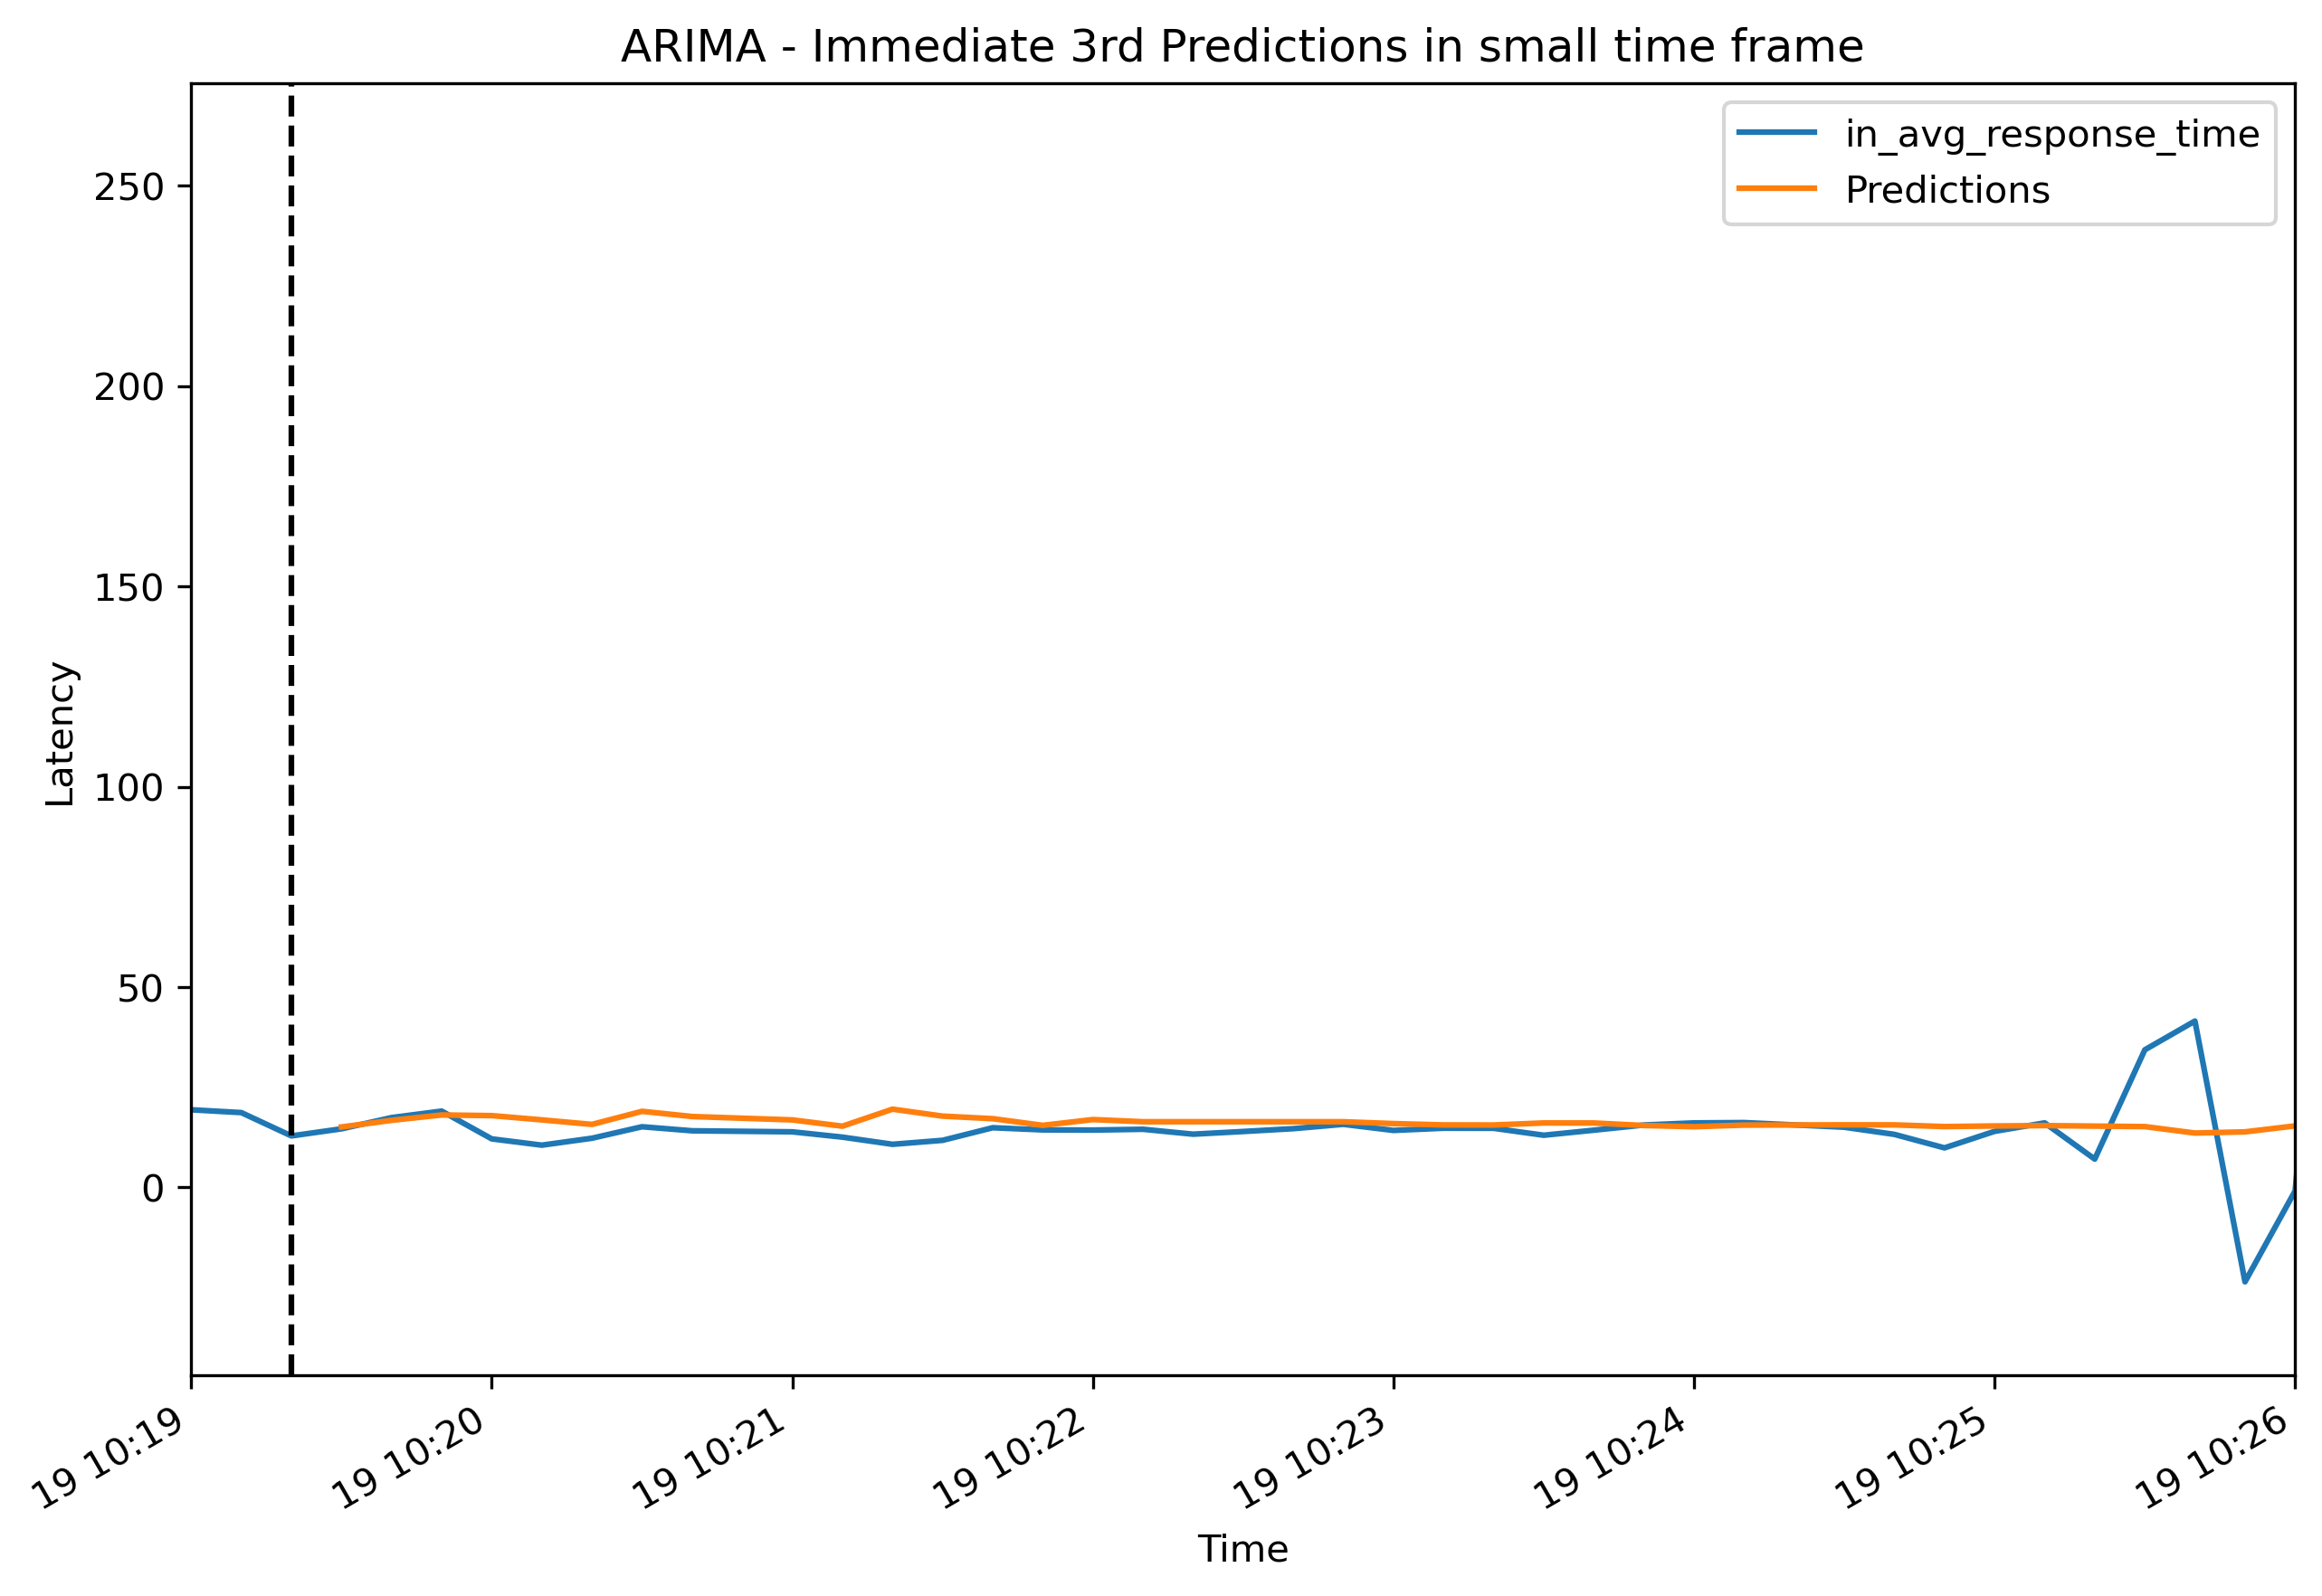 ARIMA - Immediate 3rd Predictions in small time frame
in_avg_response_time
Predictions
250
200
150
100
50
0
Latency
19 10:19
19 10:20
19 10:21
19 10:22
19 10:23
19 10:24
19 10:25
19 10:26
Time